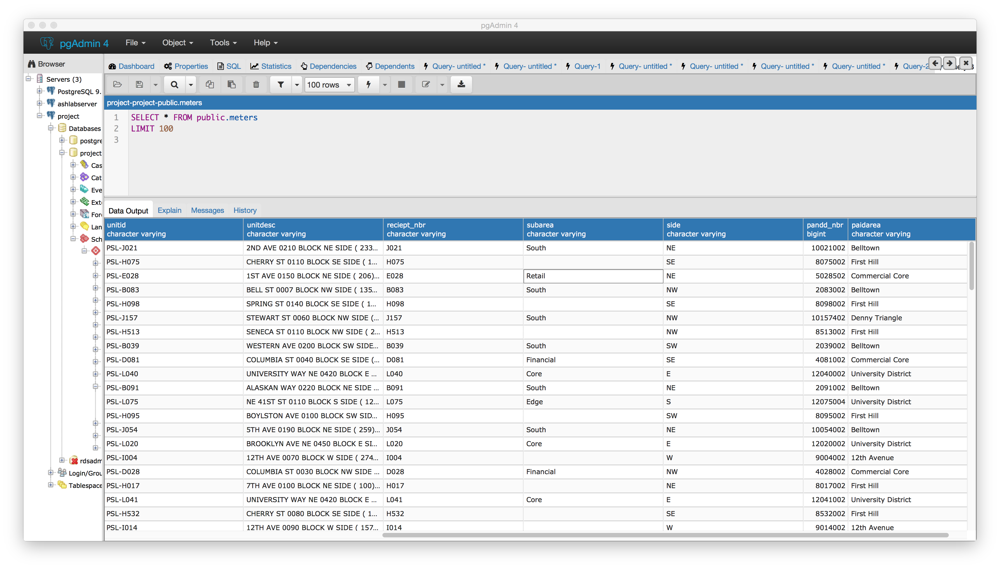 pgAdmin 4
pgAdmin 4 File Object Tools Help
Browser
Dashboard Properties SQL Statistics Dependencies Dependents Query- untitled * Query- untitled * Query-1 Query- untitled * Query- untitled * Query- untitled * Query- untitled * Query-2
Servers (3)
PostgreSQL 9.
ashlabserver
project
Databases
postgre
project
Cas
Cat
Eve
Ext
For
Lan
Sch
rdsadm
Login/Grou
Tablespace
100 rows
project-project-public.meters
1 SELECT * FROM public.meters
2 LIMIT 100
3
Data Output Explain Messages History
unitid unitdesc reciept_nbr subarea side pandd_nbr paidarea
character varying character varying character varying character varying character varying bigint character varying
PSL-J021 2ND AVE 0210 BLOCK NE SIDE ( 233... J021 South NE 10021002 Belltown
PSL-H075 CHERRY ST 0110 BLOCK SE SIDE ( 1... H075 SE 8075002 First Hill
PSL-E028 1ST AVE 0150 BLOCK NE SIDE ( 206)... E028 Retail NE 5028502 Commercial Core
PSL-B083 BELL ST 0007 BLOCK NW SIDE ( 135... B083 South NW 2083002 Belltown
PSL-H098 SPRING ST 0140 BLOCK SE SIDE ( 1... H098 SE 8098002 First Hill
PSL-J157 STEWART ST 0060 BLOCK NW SIDE (... J157 South NW 10157402 Denny Triangle
PSL-H513 SENECA ST 0110 BLOCK NW SIDE ( 2... H513 NW 8513002 First Hill
PSL-B039 WESTERN AVE 0200 BLOCK SW SIDE... B039 South SW 2039002 Belltown
PSL-D081 COLUMBIA ST 0040 BLOCK SE SIDE (... D081 Financial SE 4081002 Commercial Core
PSL-L040 UNIVERSITY WAY NE 0420 BLOCK E ... L040 Core E 12040002 University District
PSL-B091 ALASKAN WAY 0220 BLOCK NE SIDE ... B091 South NE 2091002 Belltown
PSL-L075 NE 41ST ST 0110 BLOCK S SIDE ( 12... L075 Edge S 12075004 University District
PSL-H095 BOYLSTON AVE 0100 BLOCK SW SID... H095 SW 8095002 First Hill
PSL-J054 5TH AVE 0190 BLOCK NE SIDE ( 259)... J054 South NE 10054002 Belltown
PSL-L020 BROOKLYN AVE NE 0450 BLOCK E SI... L020 Core E 12020002 University District
PSL-I004 12TH AVE 0070 BLOCK W SIDE ( 274... I004 W 9004002 12th Avenue
PSL-D028 COLUMBIA ST 0030 BLOCK NW SIDE ... D028 Financial NW 4028002 Commercial Core
PSL-H017 7TH AVE 0100 BLOCK NE SIDE ( 100)... H017 NE 8017002 First Hill
PSL-L041 UNIVERSITY WAY NE 0420 BLOCK E ... L041 Core E 12041002 University District
PSL-H532 CHERRY ST 0080 BLOCK SE SIDE ( 1... H532 SE 8532002 First Hill
PSL-I014 12TH AVE 0090 BLOCK W SIDE ( 157... I014 W 9014002 12th Avenue